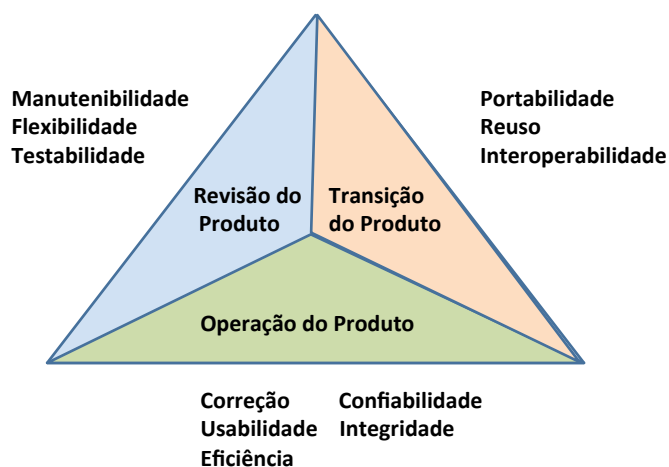 Manutenibilidade
Flexibilidade
Testabilidade
Portabilidade
Reuso
Interoperabilidade
Revisão do
Produto
Transição
do Produto
Operação do Produto
Correção Confiabilidade
Usabilidade Integridade
Eficiência